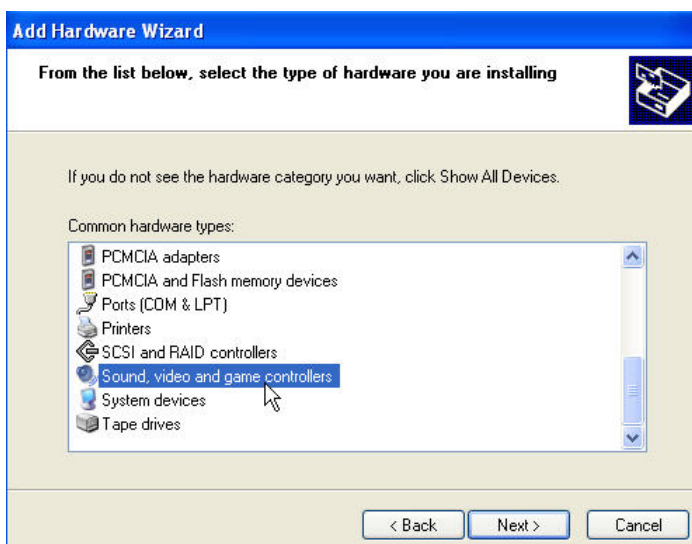 Add Hardware Wizard
From the list below, select the type of hardware you are installing
If you do not see the hardware category you want, click Show All Devices.
Common hardware types:
PCMCIA adapters
PCMCIA and Flash memory devices
Ports (COM & LPT)
Printers
SCSI and RAID controllers
Sound, video and game controllers
System devices
Tape drives
< Back Next > Cancel